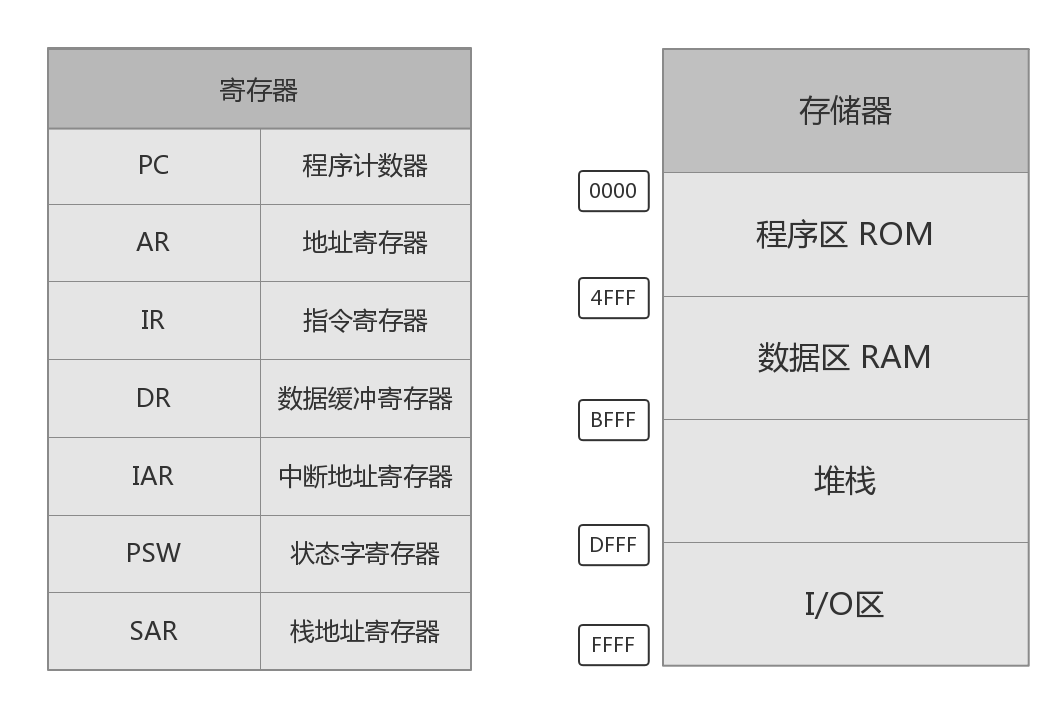 寄存器
PC 程序计数器
AR 地址寄存器
IR 指令寄存器
DR 数据缓冲寄存器
IAR 中断地址寄存器
PSW 状态字寄存器
SAR 栈地址寄存器
存储器
0000
程序区 ROM
4FFF
数据区 RAM
BFFF
堆栈
DFFF
I/O区
FFFF